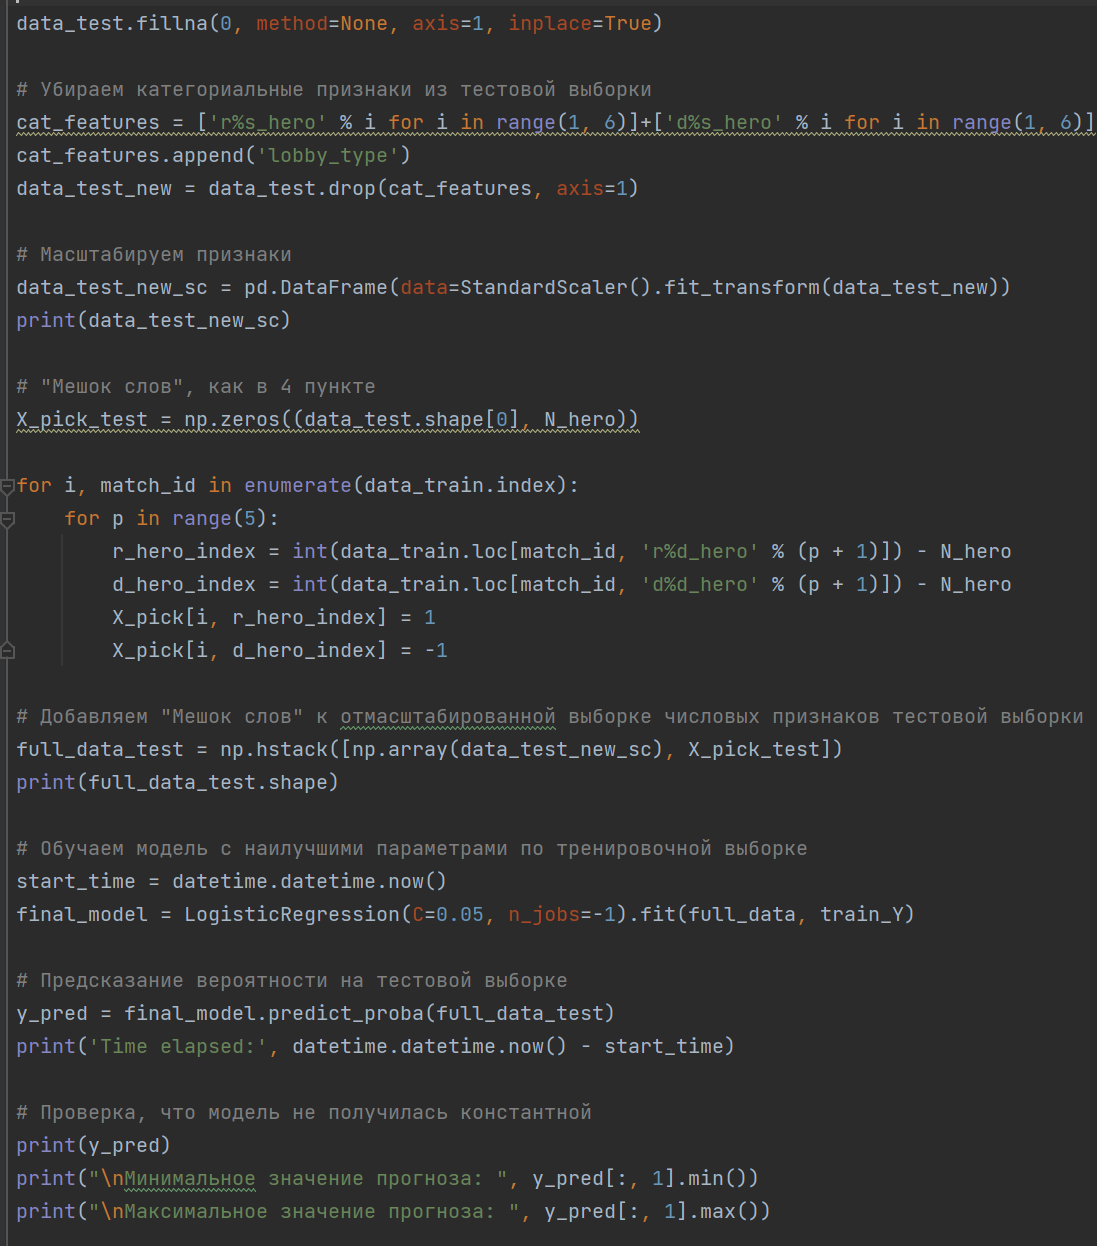 data_test.fillna(0, method=None, axis=1, inplace=True)
# Убираем категориальные признаки из тестовой выборки
cat_features = ['r%s_hero' % i for i in range(1, 6)]+['d%s_hero' % i for i in range(1, 6)]
cat_features.append('lobby_type')
data_test_new = data_test.drop(cat_features, axis=1)
# Масштабируем признаки
data_test_new_sc = pd.DataFrame(data=StandardScaler().fit_transform(data_test_new))
print(data_test_new_sc)
# "Мешок слов", как в 4 пункте
X_pick_test = np.zeros((data_test.shape[0], N_hero))
for i, match_id in enumerate(data_train.index):
    for p in range(5):
        r_hero_index = int(data_train.loc[match_id, 'r%d_hero' % (p + 1)]) - N_hero
        d_hero_index = int(data_train.loc[match_id, 'd%d_hero' % (p + 1)]) - N_hero
        X_pick[i, r_hero_index] = 1
        X_pick[i, d_hero_index] = -1
# Добавляем "Мешок слов" к отмасштабированной выборке числовых признаков тестовой выборки
full_data_test = np.hstack([np.array(data_test_new_sc), X_pick_test])
print(full_data_test.shape)
# Обучаем модель с наилучшими параметрами по тренировочной выборке
start_time = datetime.datetime.now()
final_model = LogisticRegression(C=0.05, n_jobs=-1).fit(full_data, train_Y)
# Предсказание вероятности на тестовой выборке
y_pred = final_model.predict_proba(full_data_test)
print('Time elapsed:', datetime.datetime.now() - start_time)
# Проверка, что модель не получилась константной
print(y_pred)
print("\nМинимальное значение прогноза: ", y_pred[:, 1].min())
print("\nМаксимальное значение прогноза: ", y_pred[:, 1].max())